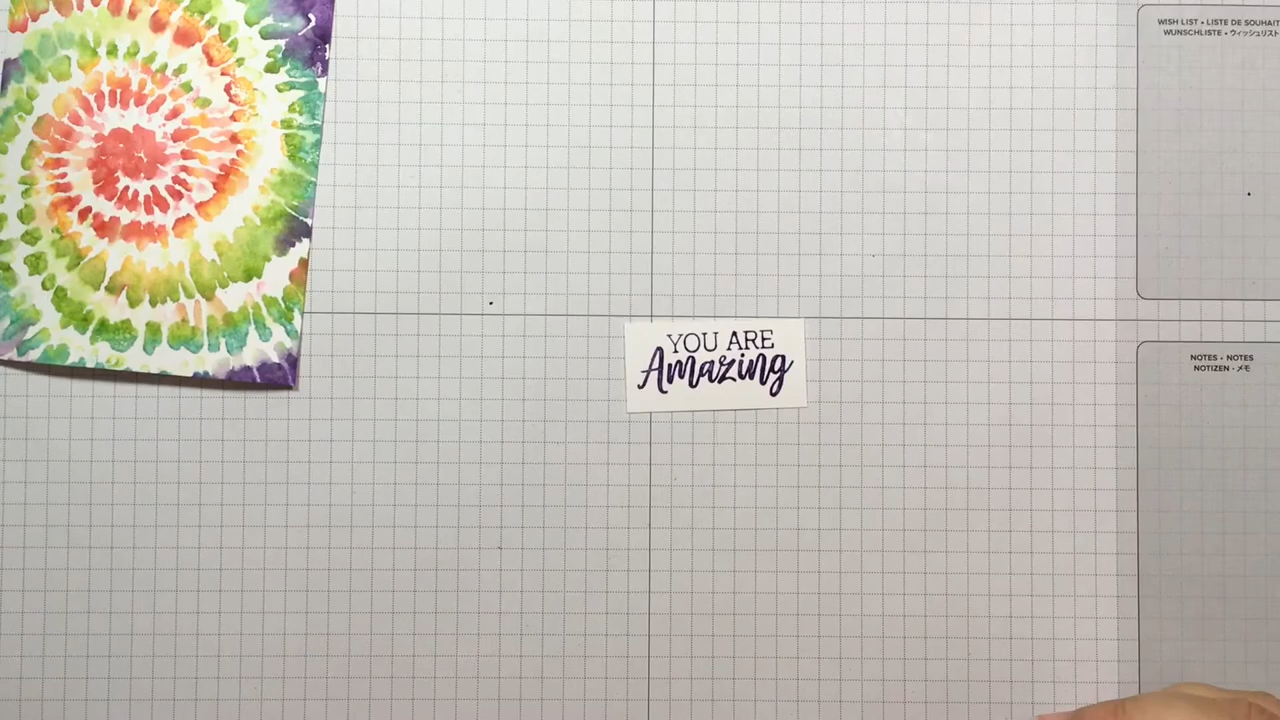 WISH LIST • LISTE DE SOUHAIT
WUNSCHLISTE • ウィッシュリスト
YOU ARE
Amazing
NOTES • NOTES
NOTIZEN • メモ